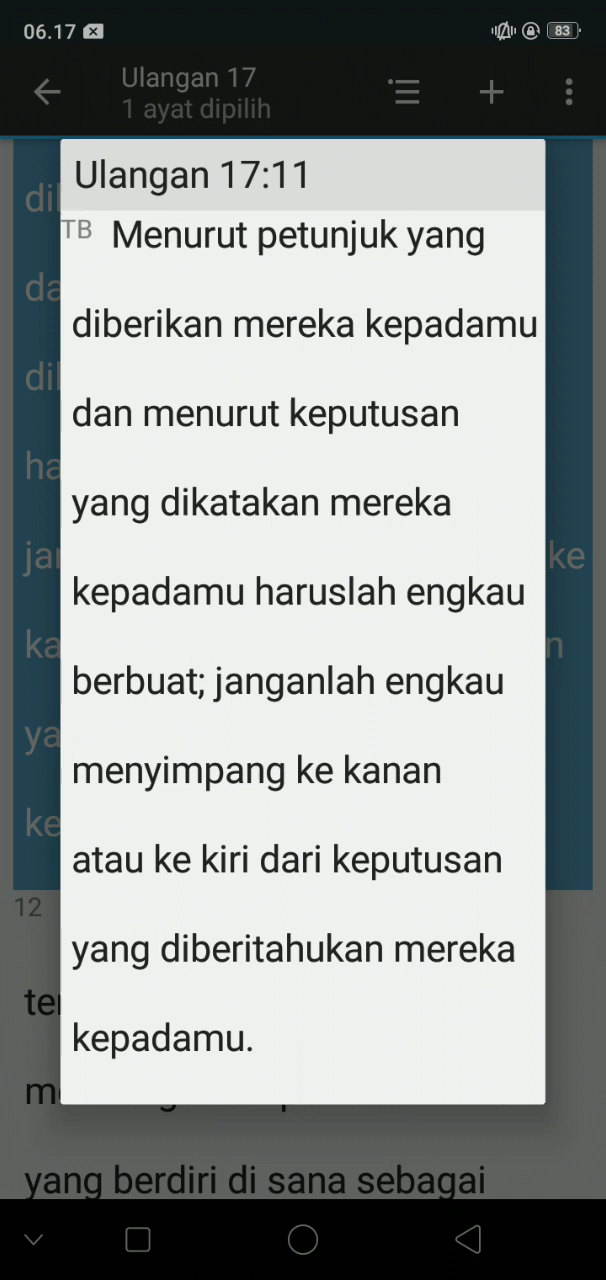 06.17
83
Ulangan 17
1 ayat dipilih
Ulangan 17:11
TB Menurut petunjuk yang
diberikan mereka kepadamu
dan menurut keputusan
yang dikatakan mereka
kepadamu haruslah engkau
berbuat; janganlah engkau
menyimpang ke kanan
atau ke kiri dari keputusan
yang diberitahukan mereka
kepadamu.
ke
12
yang berdiri di sana sebagai